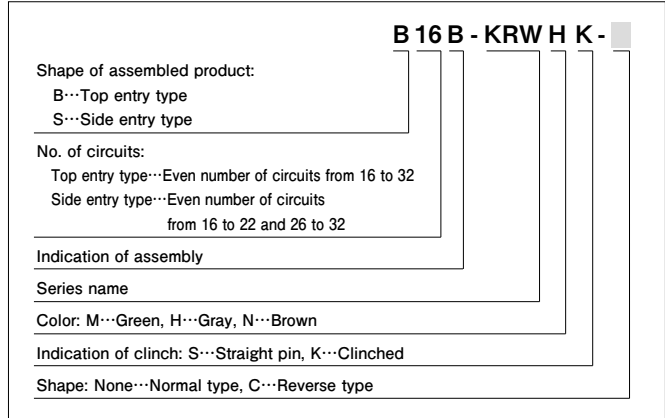 B 16 B - KRW H K -
Shape of assembled product:
B⋯Top entry type
S⋯Side entry type
No. of circuits:
Top entry type⋯Even number of circuits from 16 to 32
Side entry type⋯Even number of circuits
from 16 to 22 and 26 to 32
Indication of assembly
Series name
Color: M⋯Green, H⋯Gray, N⋯Brown
Indication of clinch: S⋯Straight pin, K⋯Clinched
Shape: None⋯Normal type, C⋯Reverse type